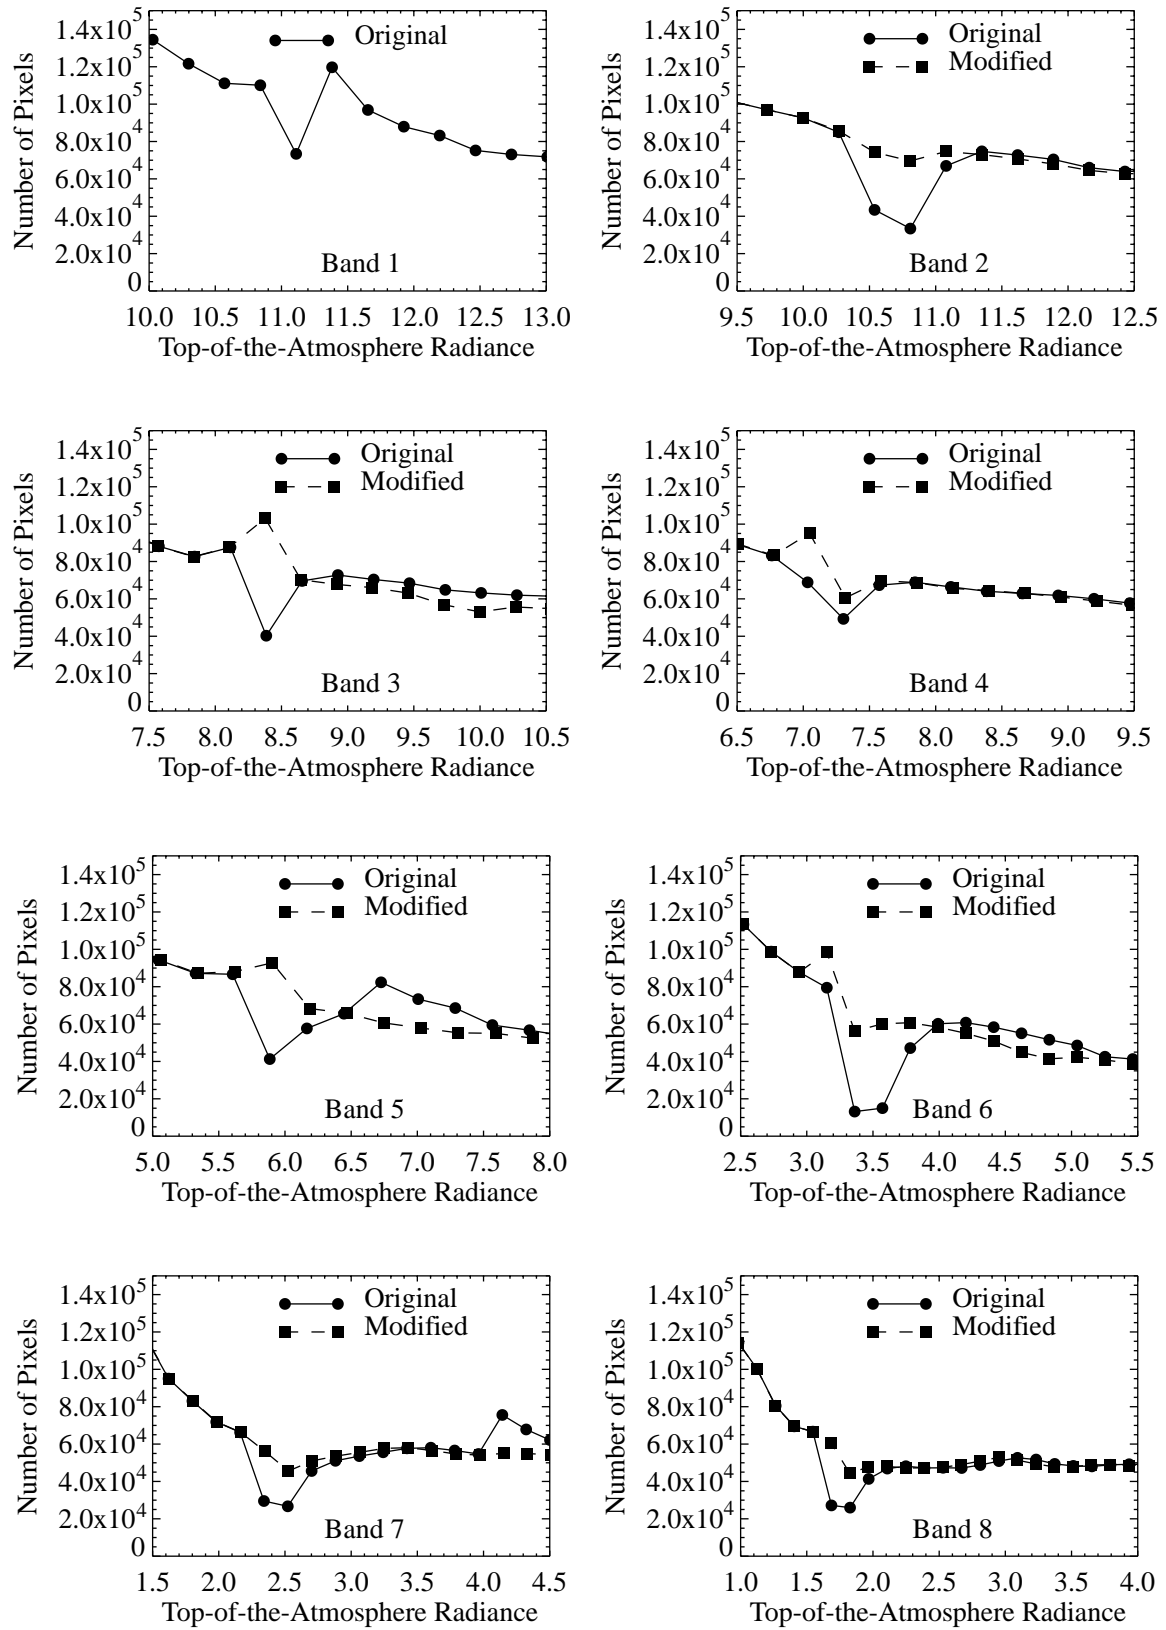 Number of Pixels
1.4x10^5
1.2x10^5
1.0x10^5
8.0x10^4
6.0x10^4
4.0x10^4
2.0x10^4
0
Original
Band 1
10.0 10.5 11.0 11.5 12.0 12.5 13.0
Top-of-the-Atmosphere Radiance
Number of Pixels
1.4x10^5
1.2x10^5
1.0x10^5
8.0x10^4
6.0x10^4
4.0x10^4
2.0x10^4
0
Original
Modified
Band 2
9.5 10.0 10.5 11.0 11.5 12.0 12.5
Top-of-the-Atmosphere Radiance
Number of Pixels
1.4x10^5
1.2x10^5
1.0x10^5
8.0x10^4
6.0x10^4
4.0x10^4
2.0x10^4
0
Original
Modified
Band 3
7.5 8.0 8.5 9.0 9.5 10.0 10.5
Top-of-the-Atmosphere Radiance
Number of Pixels
1.4x10^5
1.2x10^5
1.0x10^5
8.0x10^4
6.0x10^4
4.0x10^4
2.0x10^4
0
Original
Modified
Band 4
6.5 7.0 7.5 8.0 8.5 9.0 9.5
Top-of-the-Atmosphere Radiance
Number of Pixels
1.4x10^5
1.2x10^5
1.0x10^5
8.0x10^4
6.0x10^4
4.0x10^4
2.0x10^4
0
Original
Modified
Band 5
5.0 5.5 6.0 6.5 7.0 7.5 8.0
Top-of-the-Atmosphere Radiance
Number of Pixels
1.4x10^5
1.2x10^5
1.0x10^5
8.0x10^4
6.0x10^4
4.0x10^4
2.0x10^4
0
Original
Modified
Band 6
2.5 3.0 3.5 4.0 4.5 5.0 5.5
Top-of-the-Atmosphere Radiance
Number of Pixels
1.4x10^5
1.2x10^5
1.0x10^5
8.0x10^4
6.0x10^4
4.0x10^4
2.0x10^4
0
Original
Modified
Band 7
1.5 2.0 2.5 3.0 3.5 4.0 4.5
Top-of-the-Atmosphere Radiance
Number of Pixels
1.4x10^5
1.2x10^5
1.0x10^5
8.0x10^4
6.0x10^4
4.0x10^4
2.0x10^4
0
Original
Modified
Band 8
1.0 1.5 2.0 2.5 3.0 3.5 4.0
Top-of-the-Atmosphere Radiance